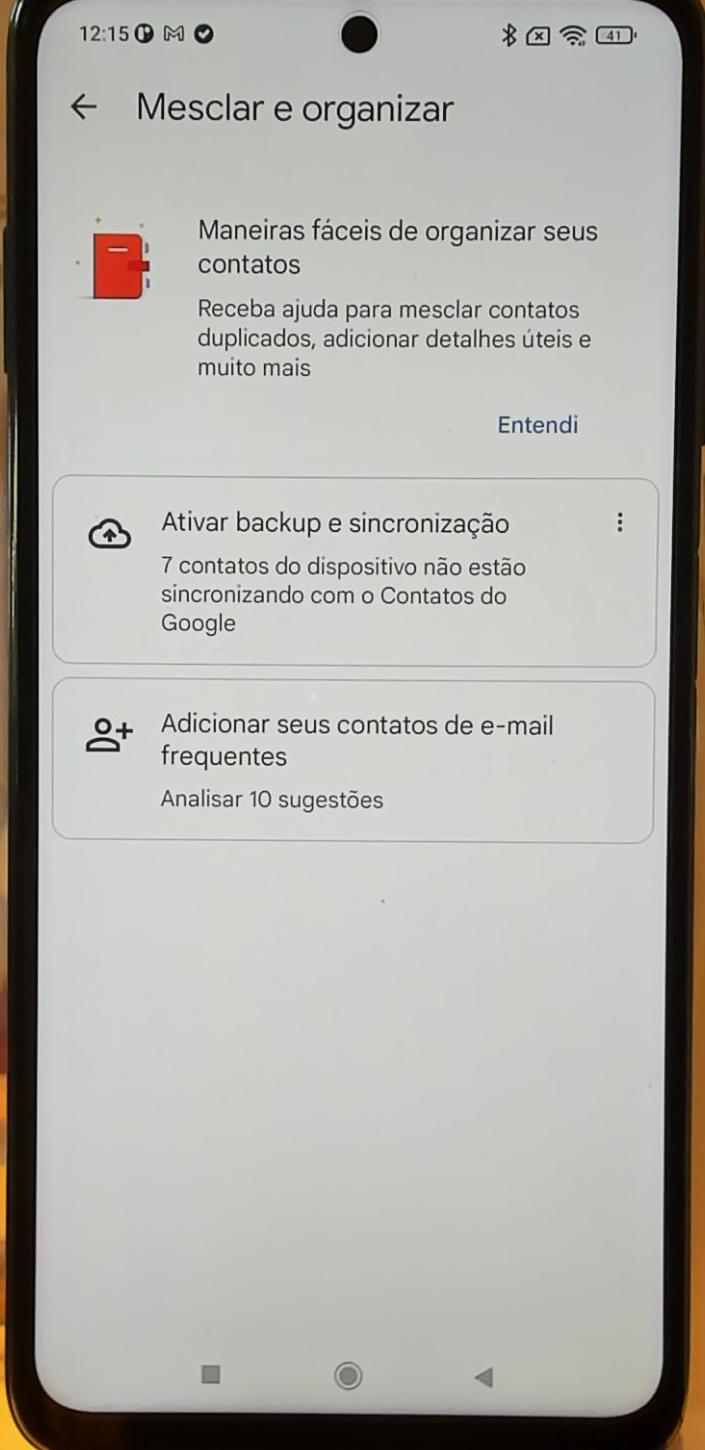 12:15
41
Mesclar e organizar
Maneiras fáceis de organizar seus
contatos
Receba ajuda para mesclar contatos
duplicados, adicionar detalhes úteis e
muito mais
Entendi
Ativar backup e sincronização
7 contatos do dispositivo não estão
sincronizando com o Contatos do
Google
Adicionar seus contatos de e-mail
frequentes
Analisar 10 sugestões